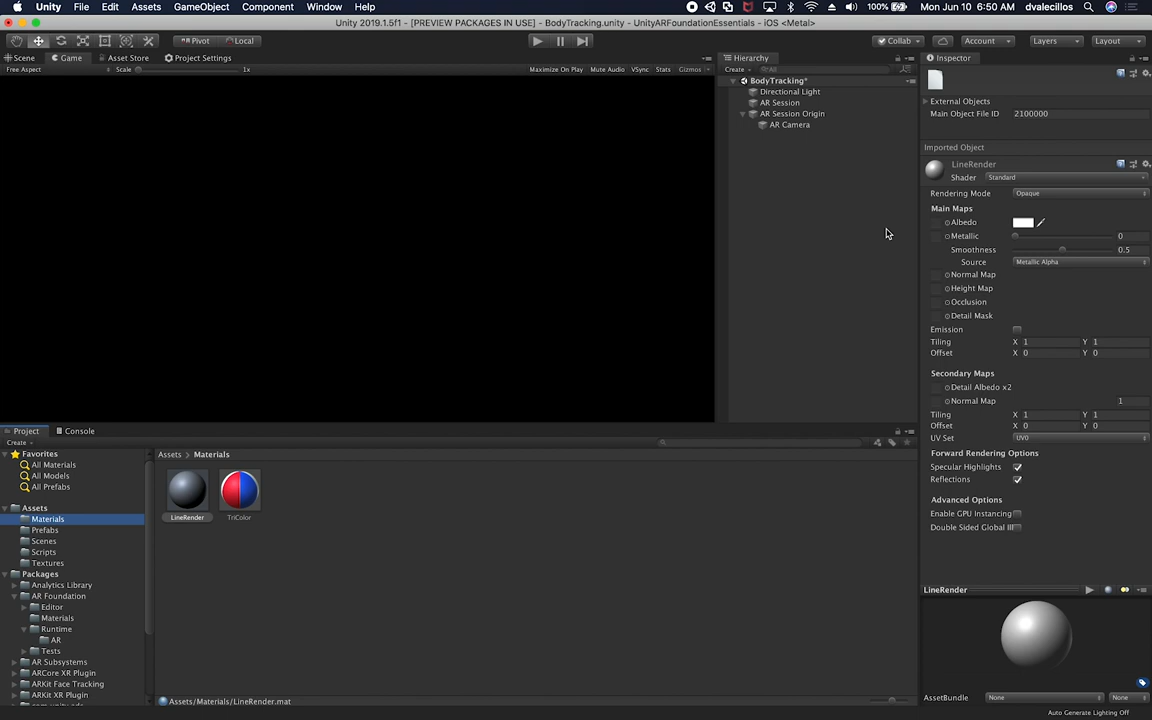 Unity File Edit Assets GameObject Component Window Help 100% Mon Jun 10 6:50 AM dvalecillos
Unity 2019.1.5f1 - [PREVIEW PACKAGES IN USE] - BodyTracking.unity - UnityARFoundationEssentials - iOS <Metal>
Pivot Local Collab Account Layers Layout
Scene Game Asset Store Project Settings Hierarchy Inspector
Free Aspect Scale 1x Maximize On Play Mute Audio VSync Stats Gizmos Create All
BodyTracking*
Directional Light
AR Session
AR Session Origin
AR Camera
External Objects
Main Object File ID 2100000
Imported Object
LineRender
Shader Standard
Rendering Mode Opaque
Main Maps
Albedo
Metallic 0
Smoothness 0.5
Source Metallic Alpha
Normal Map
Height Map
Occlusion
Detail Mask
Emission
Tiling X 1 Y 1
Offset X 0 Y 0
Secondary Maps
Detail Albedo x2
Normal Map 1
Tiling X 1 Y 1
Offset X 0 Y 0
UV Set UV0
Forward Rendering Options
Specular Highlights
Reflections
Advanced Options
Enable GPU Instancing
Double Sided Global
LineRender
AssetBundle None None
Auto Generate Lighting Off
Project Console
Create
Favorites
All Materials
All Models
All Prefabs
Assets
Materials
Prefabs
Scenes
Scripts
Textures
Packages
Analytics Library
AR Foundation
Editor
Materials
Runtime
AR
Tests
AR Subsystems
ARCore XR Plugin
ARKit Face Tracking
ARKit XR Plugin
Assets > Materials
LineRender TriColor
Assets/Materials/LineRender.mat